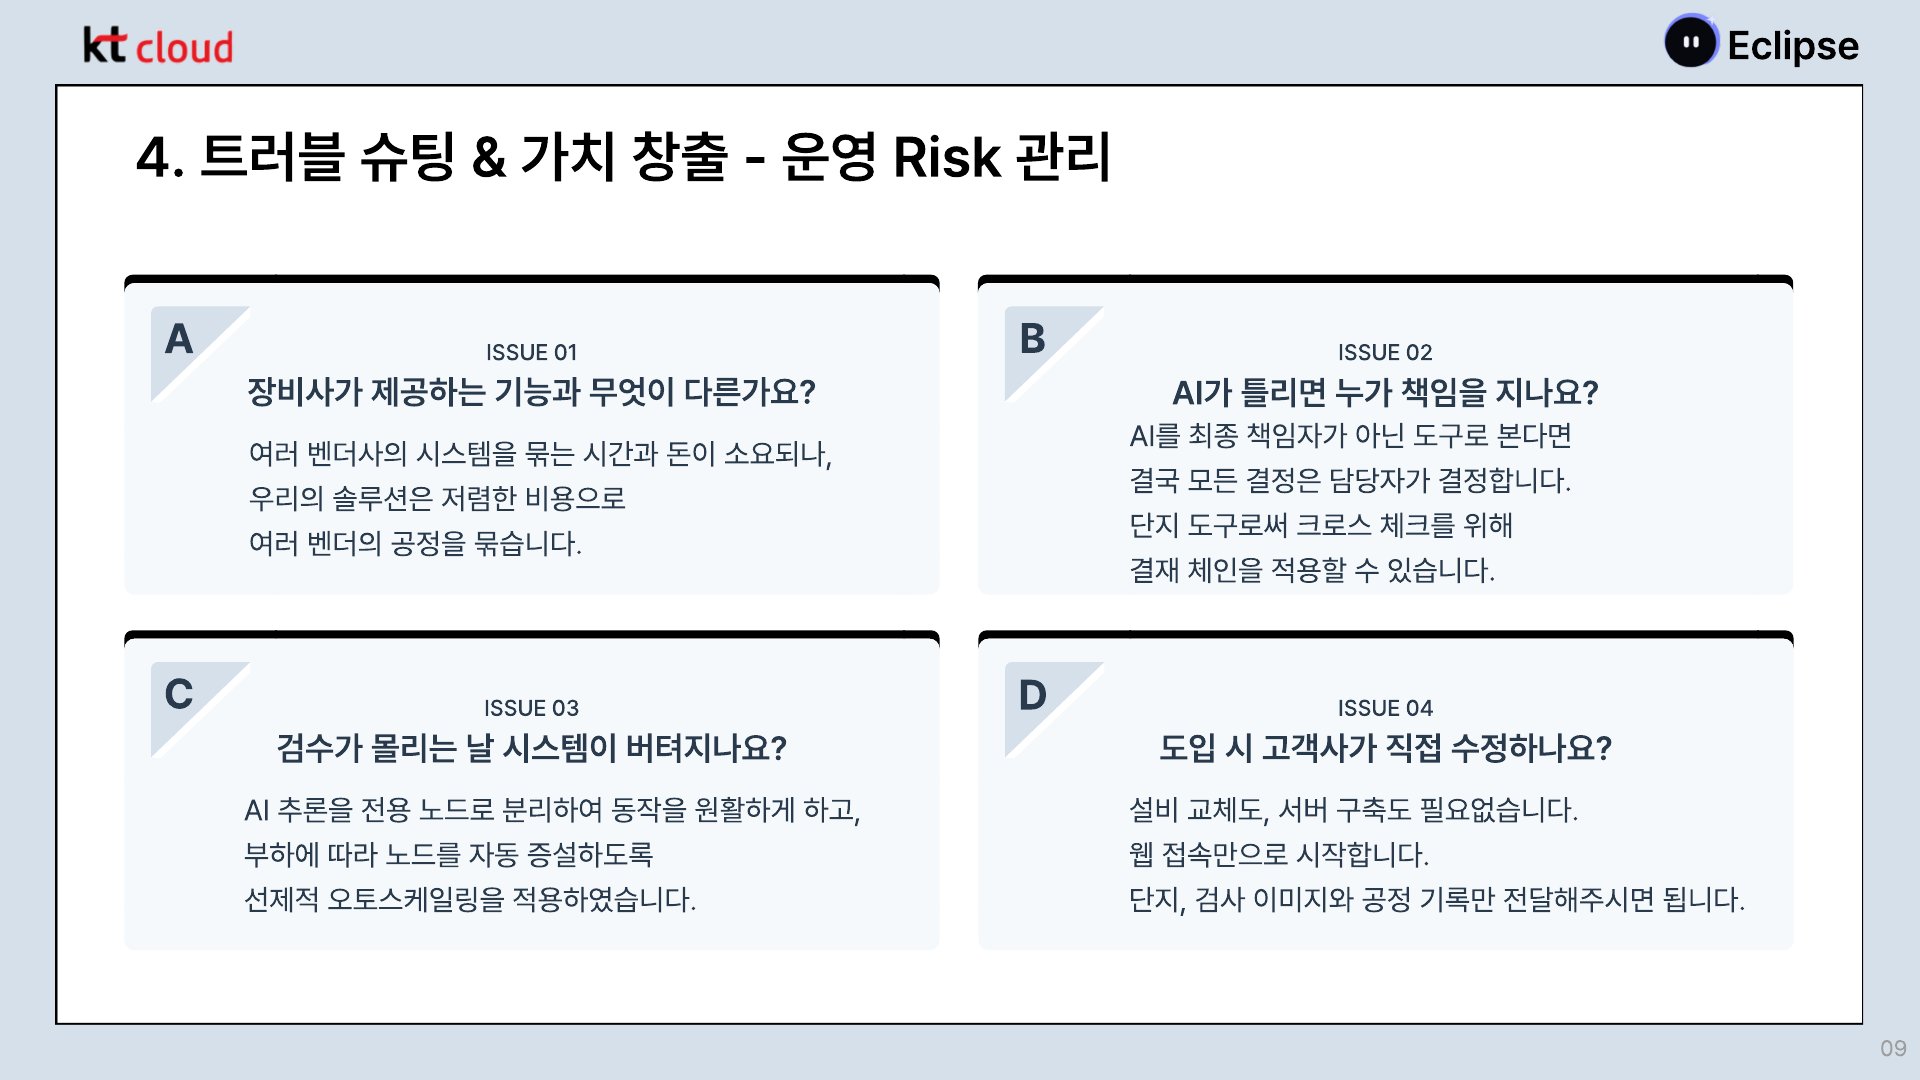 kt cloud
Eclipse
4. 트러블 슈팅 & 가치 창출 - 운영 Risk 관리
A
ISSUE 01
장비사가 제공하는 기능과 무엇이 다른가요?
여러 벤더사의 시스템을 묶는 시간과 돈이 소요되나,
우리의 솔루션은 저렴한 비용으로
여러 벤더의 공정을 묶습니다.
B
ISSUE 02
AI가 틀리면 누가 책임을 지나요?
AI를 최종 책임자가 아닌 도구로 본다면
결국 모든 결정은 담당자가 결정합니다.
단지 도구로써 크로스 체크를 위해
결재 체인을 적용할 수 있습니다.
C
ISSUE 03
검수가 몰리는 날 시스템이 버텨지나요?
AI 추론을 전용 노드로 분리하여 동작을 원활하게 하고,
부하에 따라 노드를 자동 증설하도록
선제적 오토스케일링을 적용하였습니다.
D
ISSUE 04
도입 시 고객사가 직접 수정하나요?
설비 교체도, 서버 구축도 필요없습니다.
웹 접속만으로 시작합니다.
단지, 검사 이미지와 공정 기록만 전달해주시면 됩니다.
09